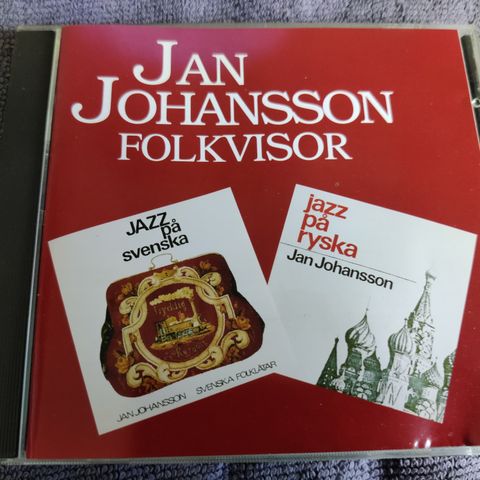 JAN
JOHANSSON
FOLKVISOR
JAZZ
på
svenska
JAN JOHANSSON SVENSKA FOLKLÅTAR
jazz
på
ryska
Jan Johansson